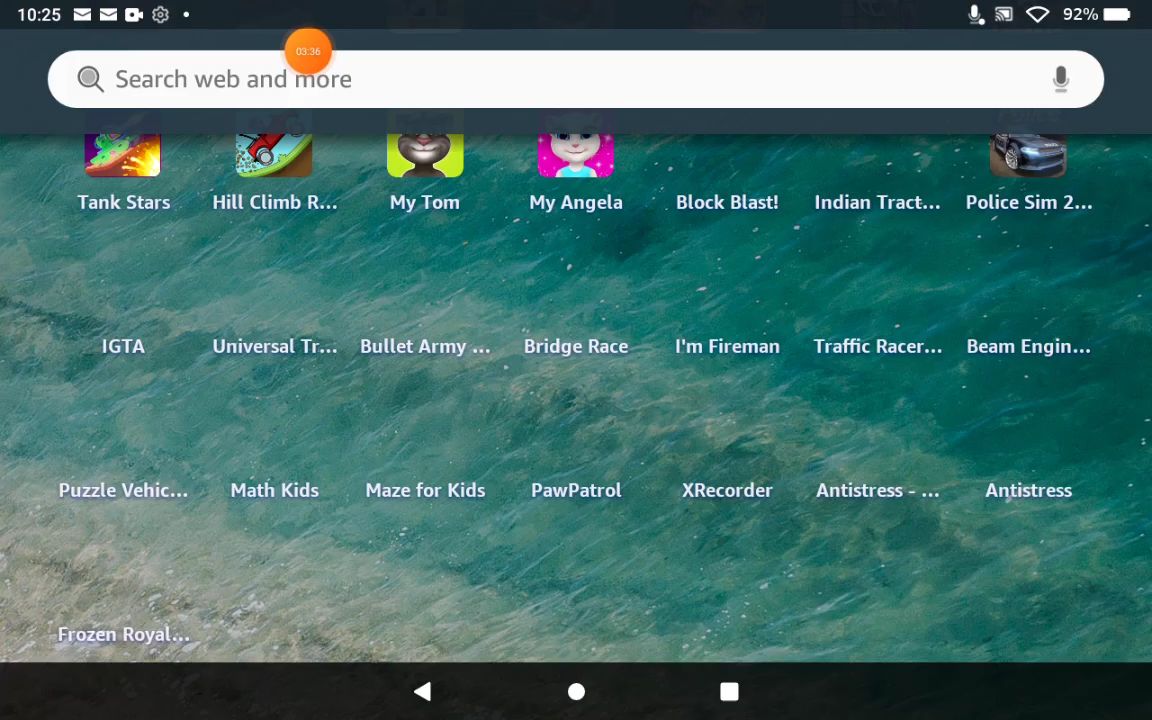 10:25
92%
03:36
Search web and more
Tank Stars
Hill Climb R...
My Tom
My Angela
Block Blast!
Indian Tract...
Police Sim 2...
IGTA
Universal Tr...
Bullet Army ...
Bridge Race
I'm Fireman
Traffic Racer...
Beam Engin...
Puzzle Vehic...
Math Kids
Maze for Kids
PawPatrol
XRecorder
Antistress - ...
Antistress
Frozen Royal...